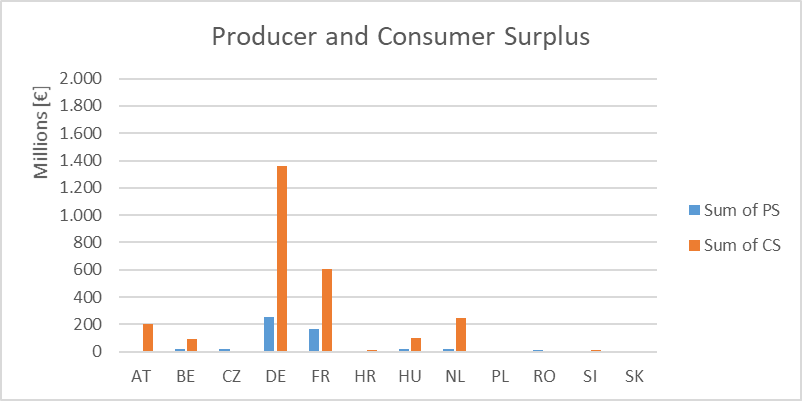 Producer and Consumer Surplus
Millions [€]
2.000
1.800
1.600
1.400
1.200
1.000
800
600
400
200
0
AT BE CZ DE FR HR HU NL PL RO SI SK
Sum of PS
Sum of CS